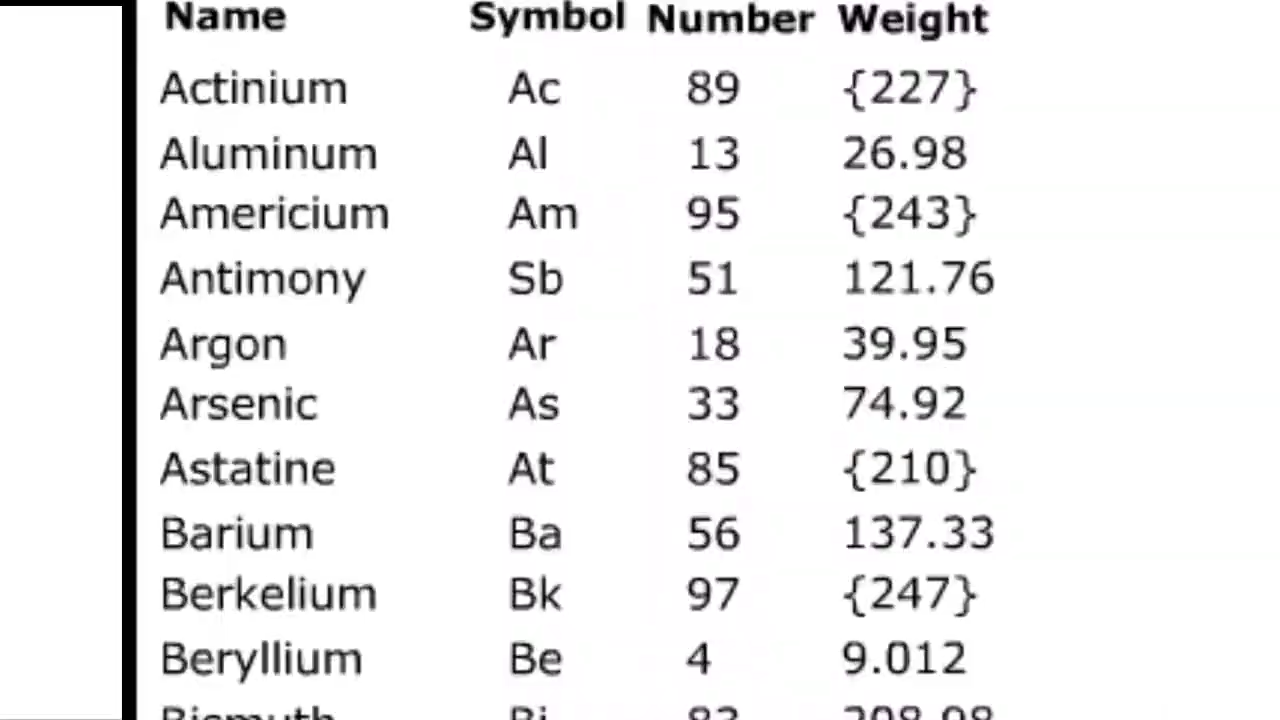 Name Symbol Number Weight
Actinium Ac 89 {227}
Aluminum Al 13 26.98
Americium Am 95 {243}
Antimony Sb 51 121.76
Argon Ar 18 39.95
Arsenic As 33 74.92
Astatine At 85 {210}
Barium Ba 56 137.33
Berkelium Bk 97 {247}
Beryllium Be 4 9.012
Bismuth Bi 83 208.98